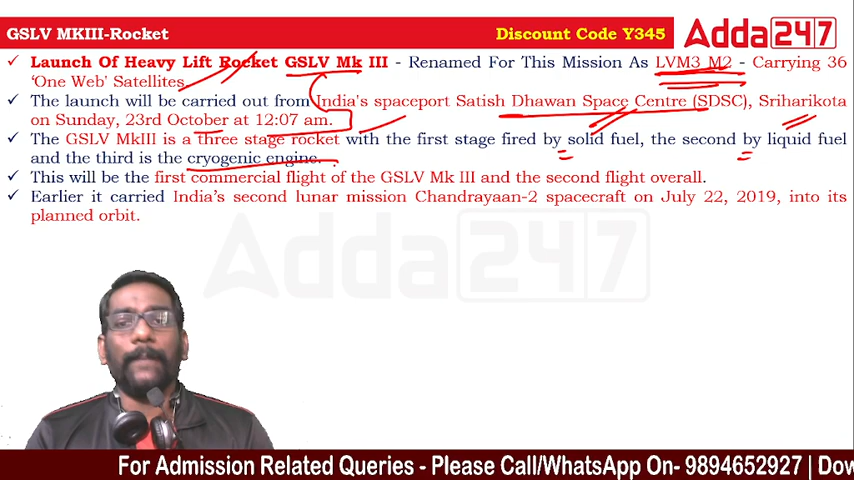 GSLV MKIII-Rocket
Discount Code Y345
Adda247
✓ Launch Of Heavy Lift Rocket GSLV Mk III - Renamed For This Mission As LVM3 M2 - Carrying 36
'One Web' Satellites
✓ The launch will be carried out from India's spaceport Satish Dhawan Space Centre (SDSC), Sriharikota
on Sunday, 23rd October at 12:07 am.
✓ The GSLV MkIII is a three stage rocket with the first stage fired by solid fuel, the second by liquid fuel
and the third is the cryogenic engine.
✓ This will be the first commercial flight of the GSLV Mk III and the second flight overall.
✓ Earlier it carried India's second lunar mission Chandrayaan-2 spacecraft on July 22, 2019, into its
planned orbit.
Adda247
For Admission Related Queries - Please Call/WhatsApp On- 9894652927 | Dow